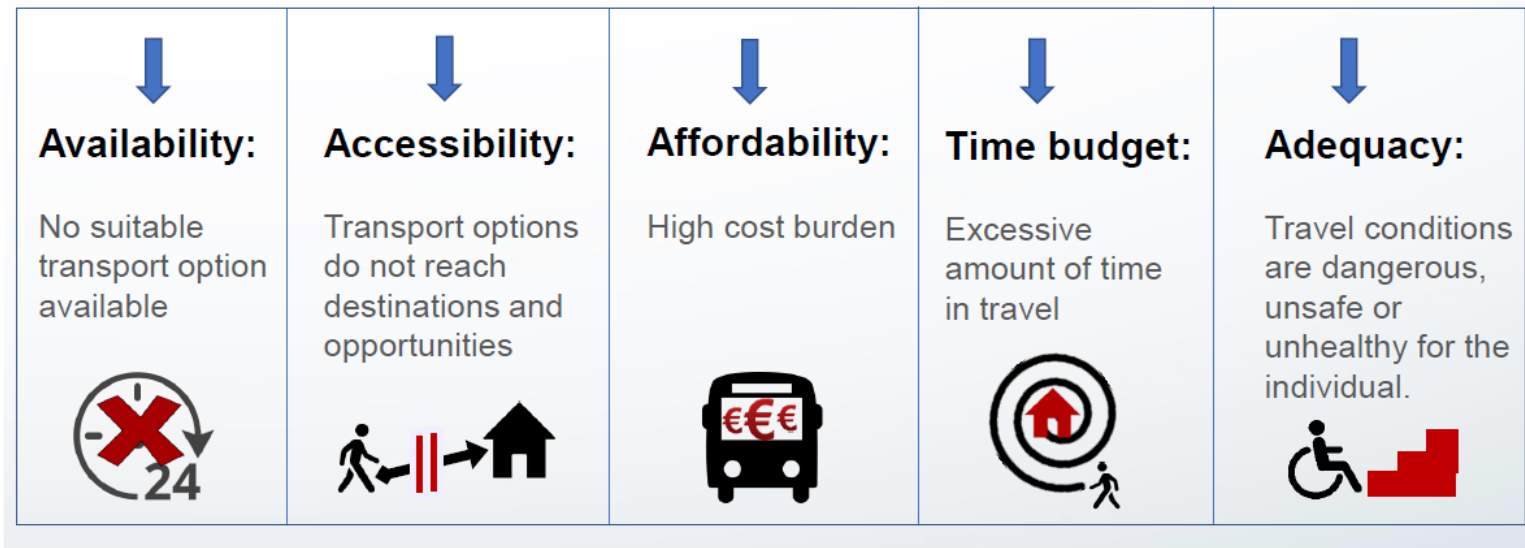 Availability:
No suitable
transport option
available
24
Accessibility:
Transport options
do not reach
destinations and
opportunities
Affordability:
High cost burden
€€€
Time budget:
Excessive
amount of time
in travel
Adequacy:
Travel conditions
are dangerous,
unsafe or
unhealthy for the
individual.